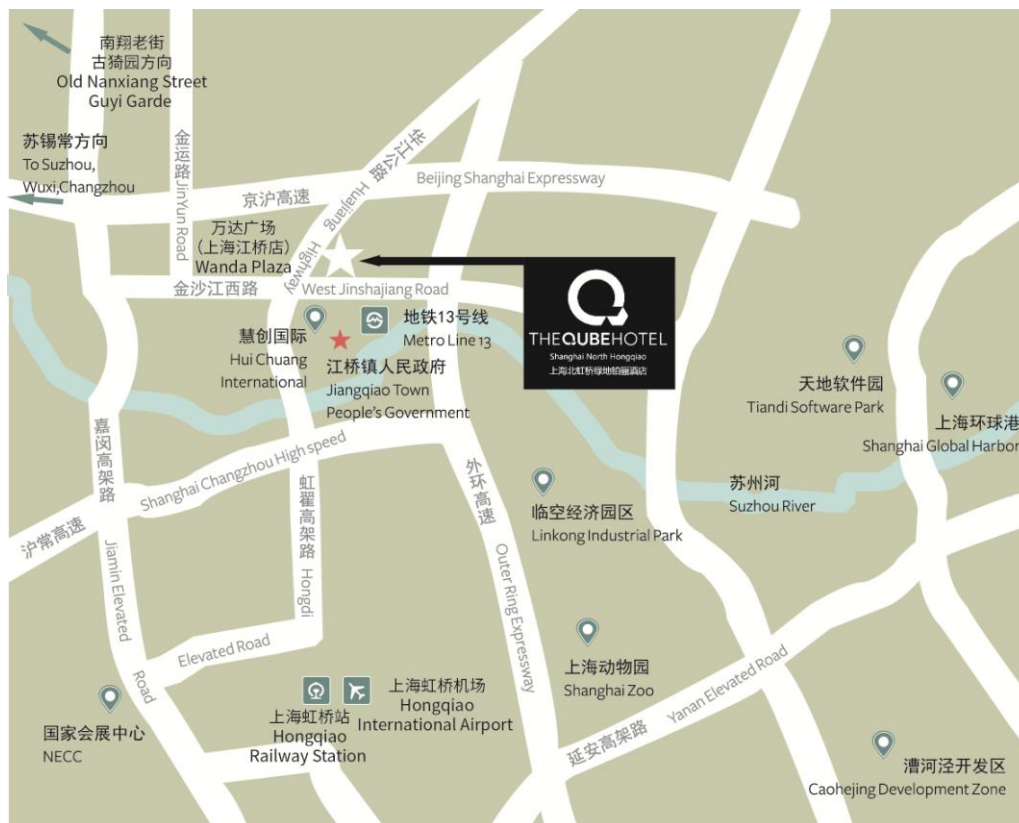 南翔老街
古猗园方向
Old Nanxiang Street
Guyi Garde
苏锡常方向
To Suzhou,
Wuxi,Changzhou
金运路 JinYun Road
华江公路 Huajiang Highway
京沪高速
Beijing Shanghai Expressway
万达广场
(上海江桥店)
Wanda Plaza
金沙江西路
West Jinshajiang Road
THEQUBEHOTEL
Shanghai North Hongqiao
上海北虹桥绿地铂骊酒店
慧创国际
Hui Chuang
International
地铁13号线
Metro Line 13
江桥镇人民政府
Jiangqiao Town
People's Government
天地软件园
Tiandi Software Park
上海环球港
Shanghai Global Harbor
嘉闵高架路
Jiamin Elevated
Road
沪常高速
Shanghai Changzhou High speed
虹翟高架路
Hongdi
Elevated Road
外环高速
Outer Ring Expressway
临空经济园区
Linkong Industrial Park
苏州河
Suzhou River
上海动物园
Shanghai Zoo
延安高架路
Yanan Elevated Road
上海虹桥机场
Hongqiao
International Airport
上海虹桥站
Hongqiao
Railway Station
国家会展中心
NECC
漕河泾开发区
Caohejing Development Zone